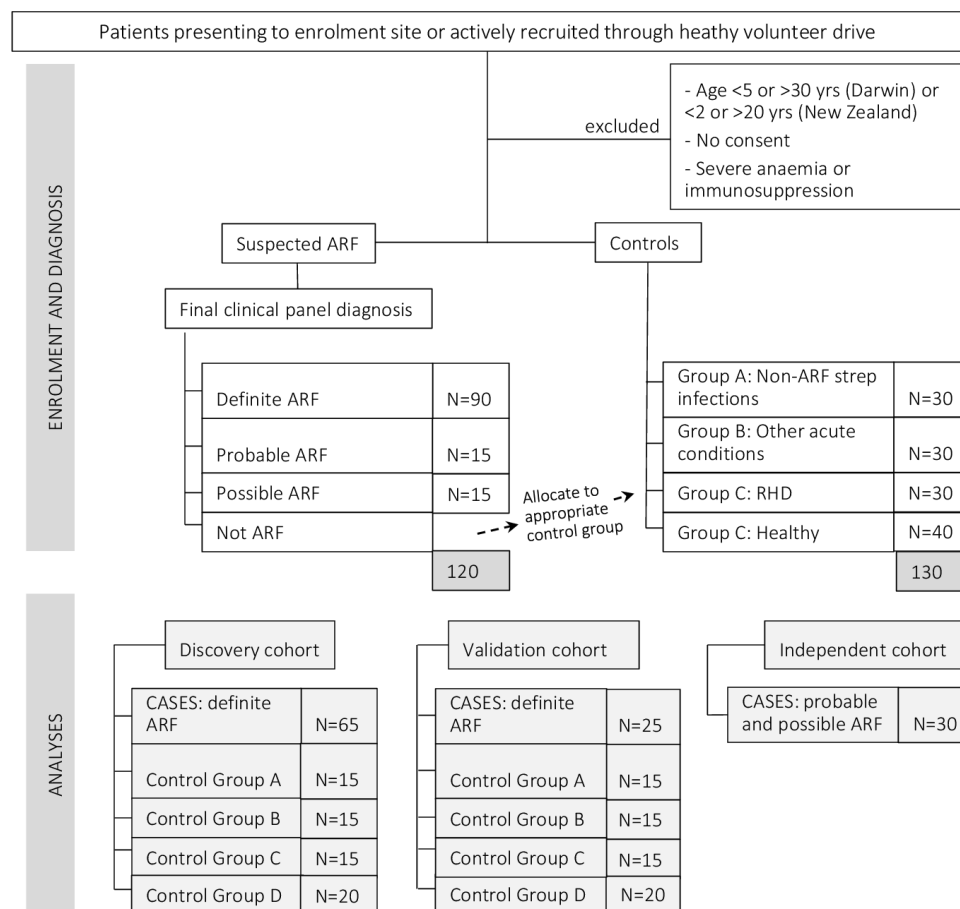 Patients presenting to enrolment site or actively recruited through heathy volunteer drive
- Age <5 or >30 yrs (Darwin) or
<2 or >20 yrs (New Zealand)
- No consent
- Severe anaemia or
immunosuppression
excluded
ENROLMENT AND DIAGNOSIS
Suspected ARF
Controls
Final clinical panel diagnosis
Definite ARF N=90
Probable ARF N=15
Possible ARF N=15
Not ARF
120
Allocate to
appropriate
control group
Group A: Non-ARF strep
infections N=30
Group B: Other acute
conditions N=30
Group C: RHD N=30
Group C: Healthy N=40
130
ANALYSES
Discovery cohort
CASES: definite
ARF N=65
Control Group A N=15
Control Group B N=15
Control Group C N=15
Control Group D N=20
Validation cohort
CASES: definite
ARF N=25
Control Group A N=15
Control Group B N=15
Control Group C N=15
Control Group D N=20
Independent cohort
CASES: probable
and possible ARF N=30